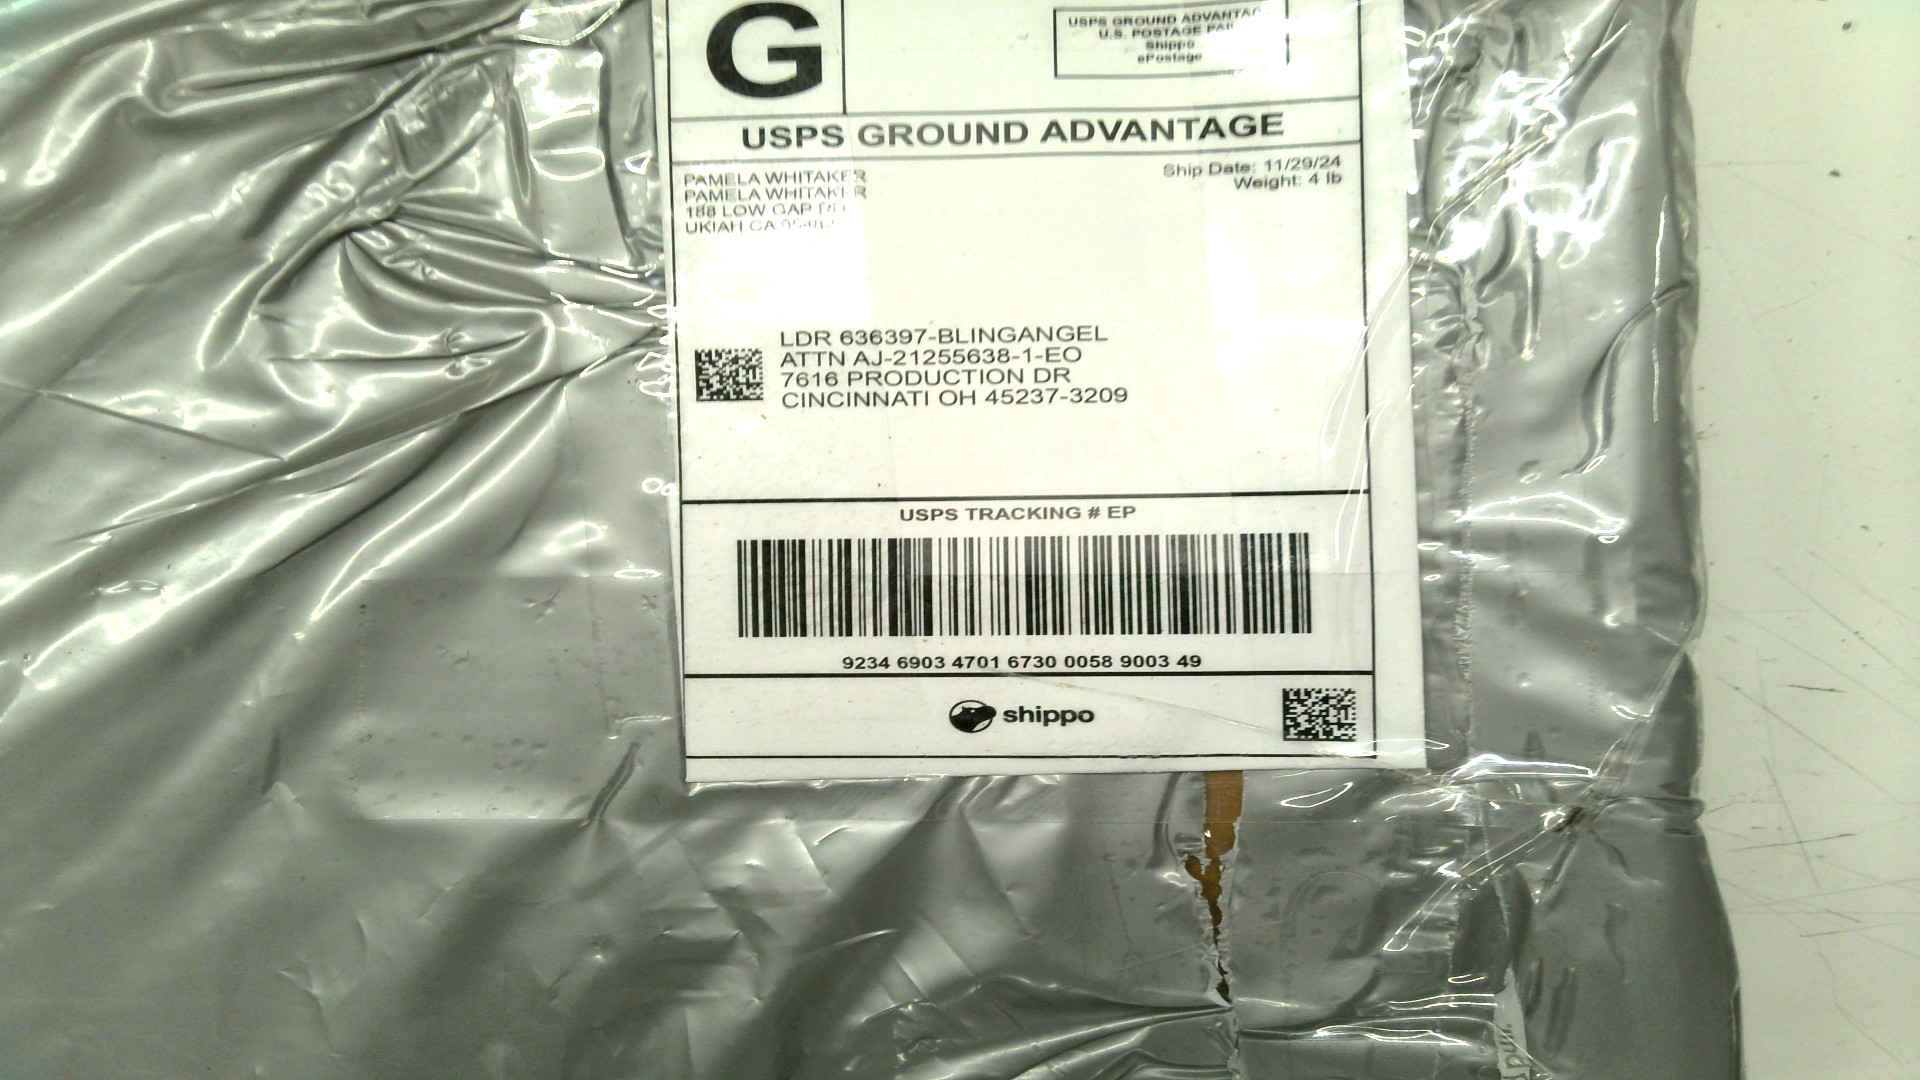 G
USPS GROUND ADVANTAGE
U.S. POSTAGE PAID
Shippo
ePostage
USPS GROUND ADVANTAGE
Ship Date: 11/29/24
Weight: 4 lb
PAMELA WHITAKER
PAMELA WHITAKER
188 LOW GAP RD
UKIAH CA
LDR 636397-BLINGANGEL
ATTN AJ-21255638-1-EO
7616 PRODUCTION DR
CINCINNATI OH 45237-3209
USPS TRACKING # EP
9234 6903 4701 6730 0058 9003 49
shippo